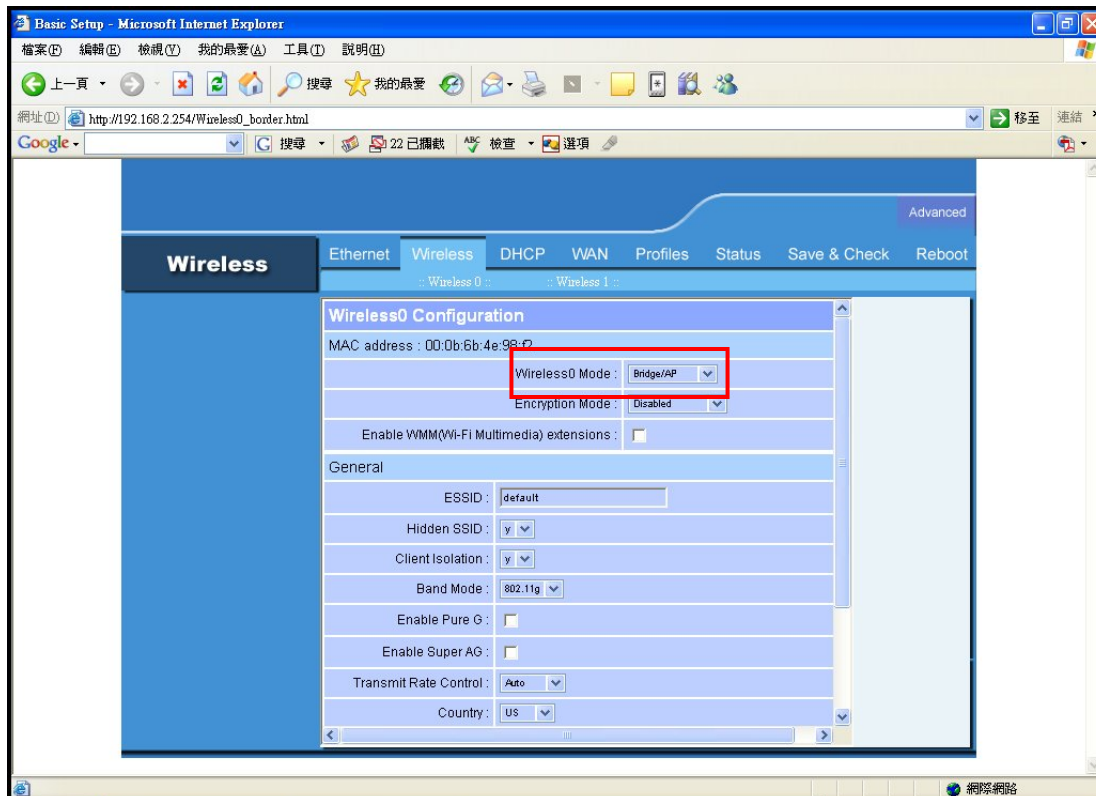 Basic Setup - Microsoft Internet Explorer
檔案(F) 編輯(E) 檢視(V) 我的最愛(A) 工具(T) 說明(H)
上一頁 搜尋 我的最愛
網址(D) http://192.168.2.254/Wireless0_border.html 移至 連結 »
Google 搜尋 22 已攔截 ABC 檢查 選項
Advanced
Wireless
Ethernet Wireless DHCP WAN Profiles Status Save & Check Reboot
:: Wireless 0 :: :: Wireless 1 ::
Wireless0 Configuration
MAC address : 00:0b:6b:4e:98:f2
Wireless0 Mode : Bridge/AP
Encryption Mode : Disabled
Enable WMM(Wi-Fi Multimedia) extensions :
General
ESSID : default
Hidden SSID : y
Client Isolation : y
Band Mode : 802.11g
Enable Pure G :
Enable Super AG :
Transmit Rate Control : Auto
Country : US
網際網路